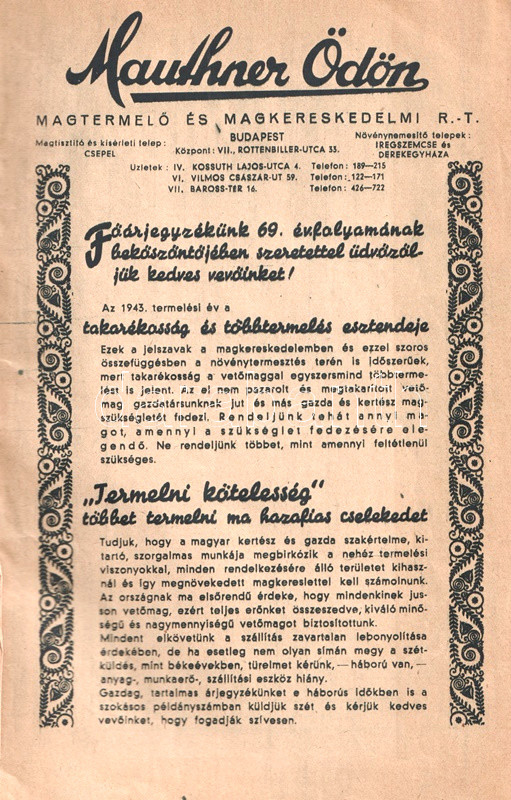 Mauthner Ödön
MAGTERMELŐ ÉS MAGKERESKEDELMI R.-T.
BUDAPEST
Magtisztító és kísérleti telep:
CSEPEL
Központ: VII., ROTTENBILLER-UTCA 33.
Növénynemesítő telepek:
IREGSZEMCSE és
DEREKEGYHÁZA
Üzletek: IV. KOSSUTH LAJOS-UTCA 4. Telefon: 189—215
VI. VILMOS CSÁSZÁR-ÚT 59. Telefon: 122—171
VII. BAROSS-TÉR 16. Telefon: 426—722
Főárjegyzékünk 69. évfolyamának
beköszöntőjében szeretettel üdvözöl-
jük kedves vevőinket!
Az 1943. termelési év a
takarékosság és többtermelés esztendeje
Ezek a jelszavak a magkereskedelemben és ezzel szoros
összefüggésben a növénytermesztés terén is időszerűek,
mert takarékosság a vetőmaggal egyszersmind többterme-
lést is jelent. Az el nem pazarolt és megtakarított vető-
mag gazdatársunknak jut és más gazda és kertész mag-
szükségletét fedezi. Rendeljünk tehát annyi ma-
got, amennyi a szükséglet fedezésére ele-
gendő. Ne rendeljünk többet, mint amennyi feltétlenül
szükséges.
„Termelni kötelesség"
többet termelni ma hazafias cselekedet
Tudjuk, hogy a magyar kertész és gazda szakértelme, ki-
tartó, szorgalmas munkája megbirkózik a nehéz termelési
viszonyokkal, minden rendelkezésére álló területet kihasz-
nál és így megnövekedett magkereslettel kell számolnunk.
Az országnak ma elsőrendű érdeke, hogy mindenkinek jus-
son vetőmag, ezért teljes erőnket összeszedve, kiváló minő-
ségű és nagymennyiségű vetőmagot biztosítottunk.
Mindent elkövetünk a szállítás zavartalan lebonyolítása
érdekében, de ha esetleg nem olyan simán megy a szét-
küldés, mint békeévekben, türelmet kérünk, — háború van, —
anyag-, munkaerő-, szállítási eszköz hiány.
Gazdag, tartalmas árjegyzékünket e háborús időkben is a
szokásos példányszámban küldjük szét és kérjük kedves
vevőinket, hogy fogadják szívesen.